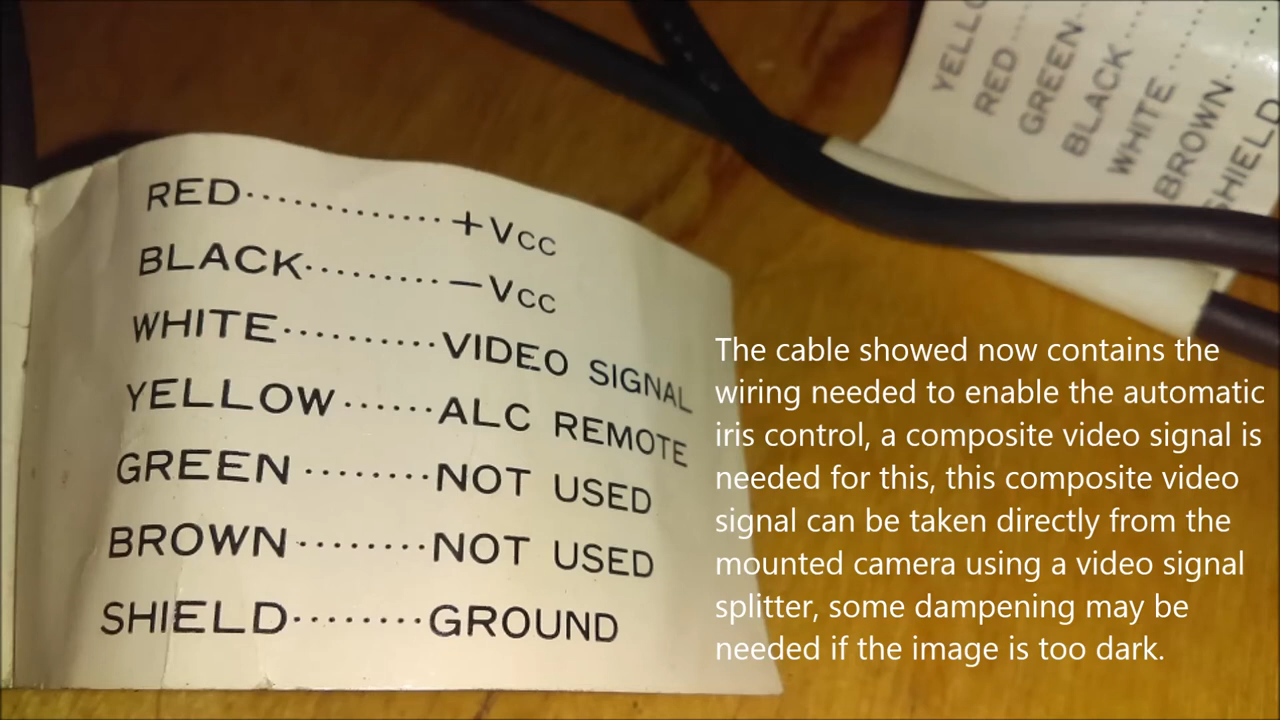 RED·············+Vcc
BLACK·········−Vcc
WHITE··········VIDEO SIGNAL
YELLOW······ALC REMOTE
GREEN········NOT USED
BROWN········NOT USED
SHIELD········GROUND
RED
GREEN
BLACK
WHITE
BROWN
SHIELD
The cable showed now contains the
wiring needed to enable the automatic
iris control, a composite video signal is
needed for this, this composite video
signal can be taken directly from the
mounted camera using a video signal
splitter, some dampening may be
needed if the image is too dark.